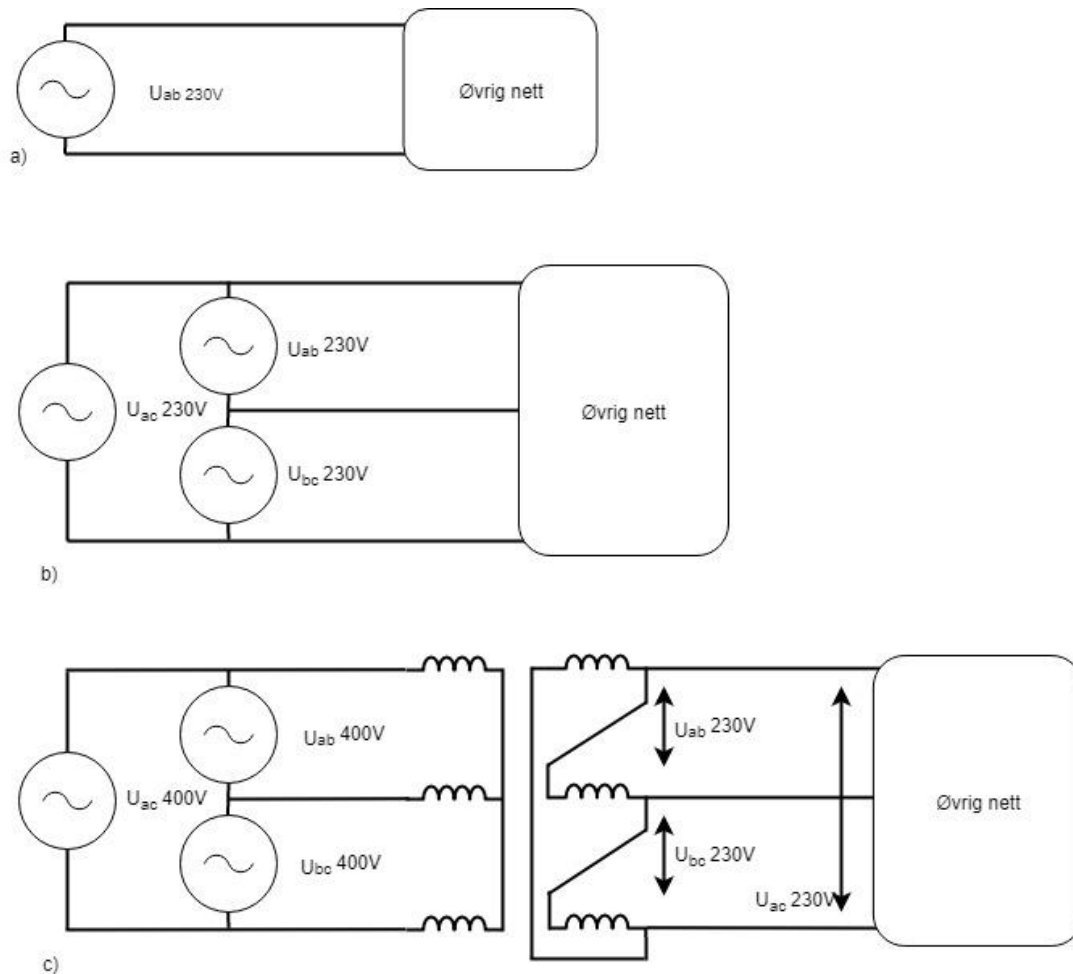 Uab 230V
Øvrig nett
a)
Uab 230V
Uac 230V
Øvrig nett
Ubc 230V
b)
Uab 230V
Uab 400V
Uac 400V
Øvrig nett
Ubc 230V
Ubc 400V
Uac 230V
c)